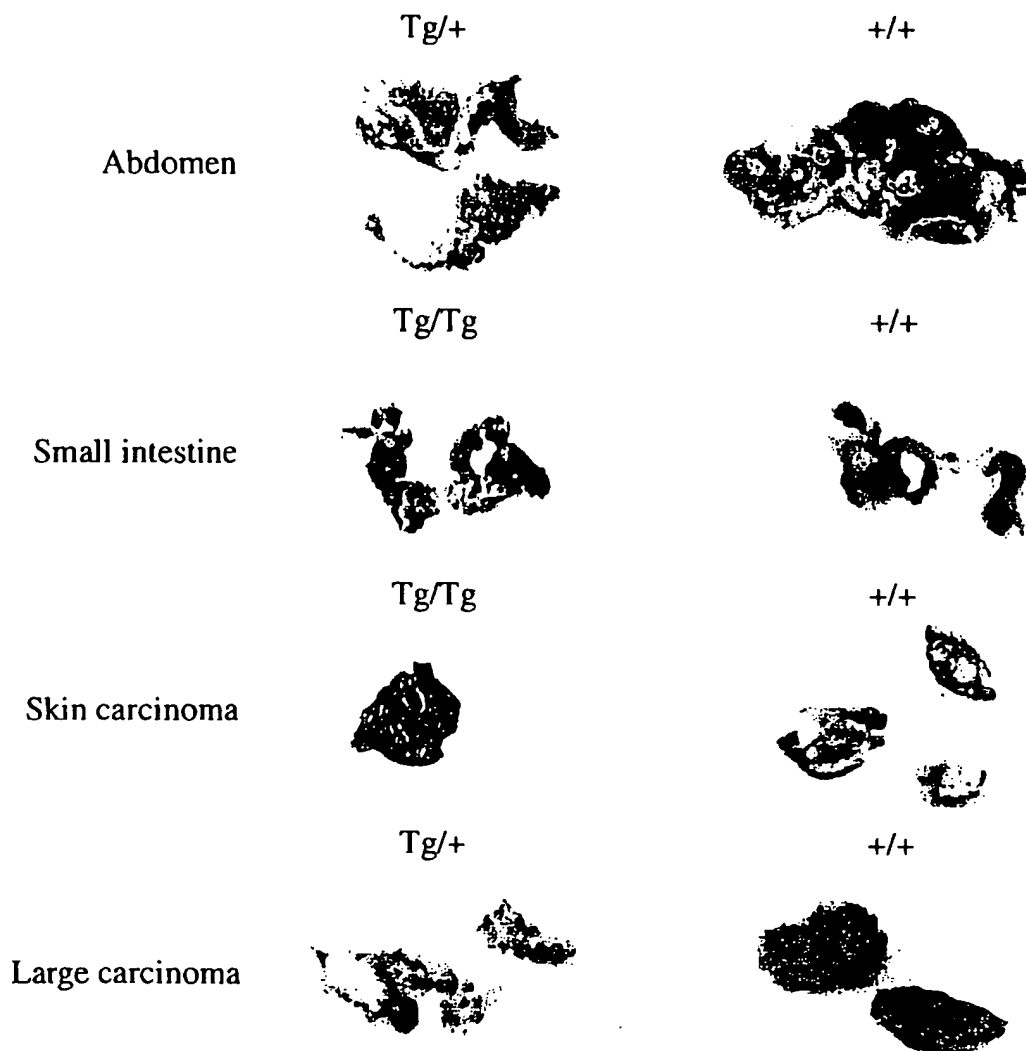 Tg/+ +/+
Abdomen
Tg/Tg +/+
Small intestine
Tg/Tg +/+
Skin carcinoma
Tg/+ +/+
Large carcinoma